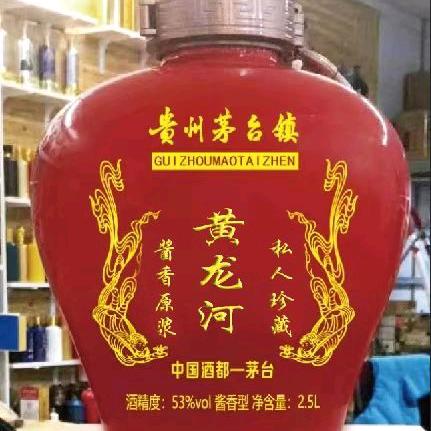 贵州茅台镇
GUIZHOUMAOTAIZHEN
黄龙河
酱香原浆
私人珍藏
中国酒都一茅台
酒精度：53%vol 酱香型 净含量：2.5L